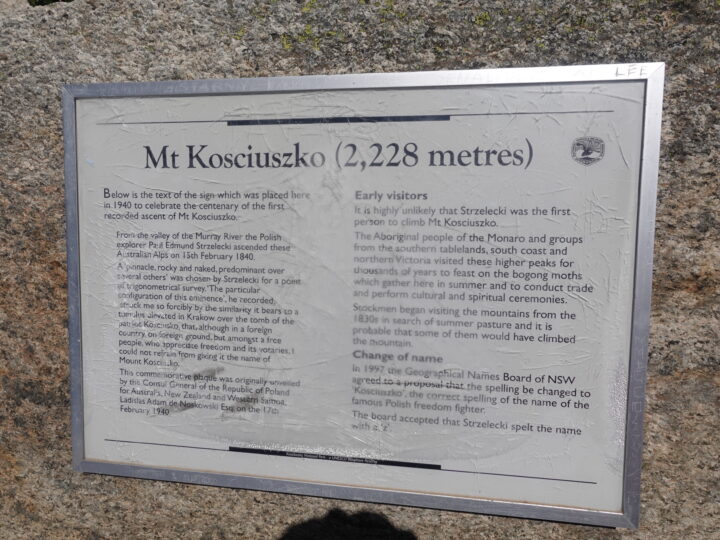 LEE
Mt Kosciuszko (2,228 metres)
Below is the text of the sign which was placed here
in 1940 to celebrate the centenary of the first
recorded ascent of Mt Kosciuszko.
From the valley of the Murray River the Polish
explorer Paul Edmund Strzelecki ascended these
Australian Alps on 15th February 1840.
A 'pinnacle, rocky and naked, predominant over
several others' was chosen by Strzelecki for a point
of trigonometrical survey. 'The particular
configuration of this eminence', he recorded,
'struck me so forcibly by the similarity it bears to a
tumulus elevated in Krakow over the tomb of the
patriot Kosciusko, that, although in a foreign
country, on foreign ground, but amongst a free
people, who appreciate freedom and its votaries, I
could not refrain from giving it the name of
Mount Kosciusko.
This commemorative plaque was originally unveiled
by the Consul General of the Republic of Poland
for Australia, New Zealand and Western Samoa,
Ladislas Adam de Noskowski Esq. on the 17th
February 1940
Early visitors
It is highly unlikely that Strzelecki was the first
person to climb Mt Kosciuszko.
The Aboriginal people of the Monaro and groups
from the southern tablelands, south coast and
northern Victoria visited these higher peaks for
thousands of years to feast on the bogong moths
which gather here in summer and to conduct trade
and perform cultural and spiritual ceremonies.
Stockmen began visiting the mountains from the
1830s in search of summer pasture and it is
probable that some of them would have climbed
the mountain.
Change of name
In 1997 the Geographical Names Board of NSW
agreed to a proposal that the spelling be changed to
'Kosciuszko', the correct spelling of the name of the
famous Polish freedom fighter.
The board accepted that Strzelecki spelt the name
with a 'z'.